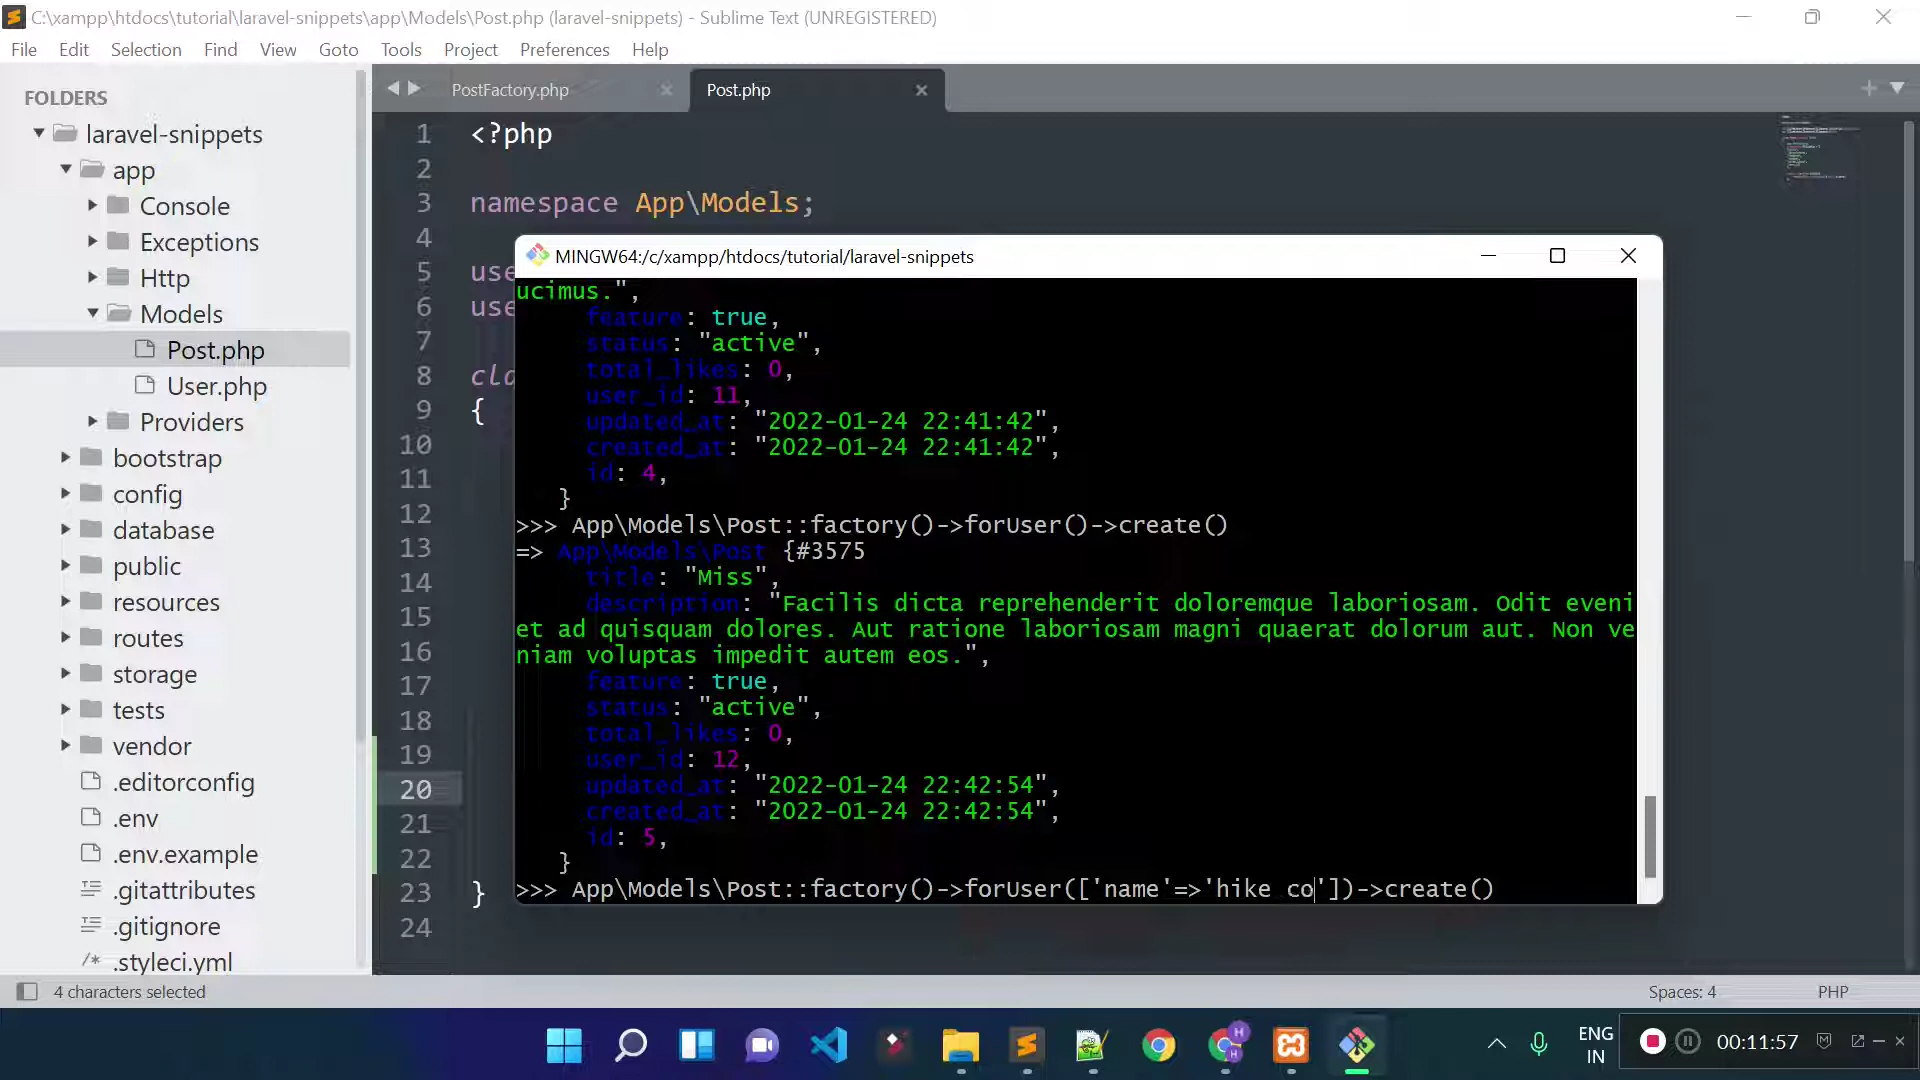 C:\xampp\htdocs\tutorial\laravel-snippets\app\Models\Post.php (laravel-snippets) - Sublime Text (UNREGISTERED)
File Edit Selection Find View Goto Tools Project Preferences Help
FOLDERS
laravel-snippets
app
Console
Exceptions
Http
Models
Post.php
User.php
Providers
bootstrap
config
database
public
resources
routes
storage
tests
vendor
.editorconfig
.env
.env.example
.gitattributes
.gitignore
/* .styleci.yml
PostFactory.php
Post.php
1 <?php
2
3 namespace App\Models;
4
5 use
6 use
7
8 cla
9 {
10
11
12
13
14
15
16
17
18
19
20
21
22
23 }
24
MINGW64:/c/xampp/htdocs/tutorial/laravel-snippets
ucimus.",
feature: true,
status: "active",
total_likes: 0,
user_id: 11,
updated_at: "2022-01-24 22:41:42",
created_at: "2022-01-24 22:41:42",
id: 4,
}
>>> App\Models\Post::factory()->forUser()->create()
=> App\Models\Post {#3575
title: "Miss",
description: "Facilis dicta reprehenderit doloremque laboriosam. Odit eveni
et ad quisquam dolores. Aut ratione laboriosam magni quaerat dolorum aut. Non ve
niam voluptas impedit autem eos.",
feature: true,
status: "active",
total_likes: 0,
user_id: 12,
updated_at: "2022-01-24 22:42:54",
created_at: "2022-01-24 22:42:54",
id: 5,
}
>>> App\Models\Post::factory()->forUser(['name'=>'hike co'])->create()
4 characters selected
Spaces: 4
PHP
ENG
IN
00:11:57